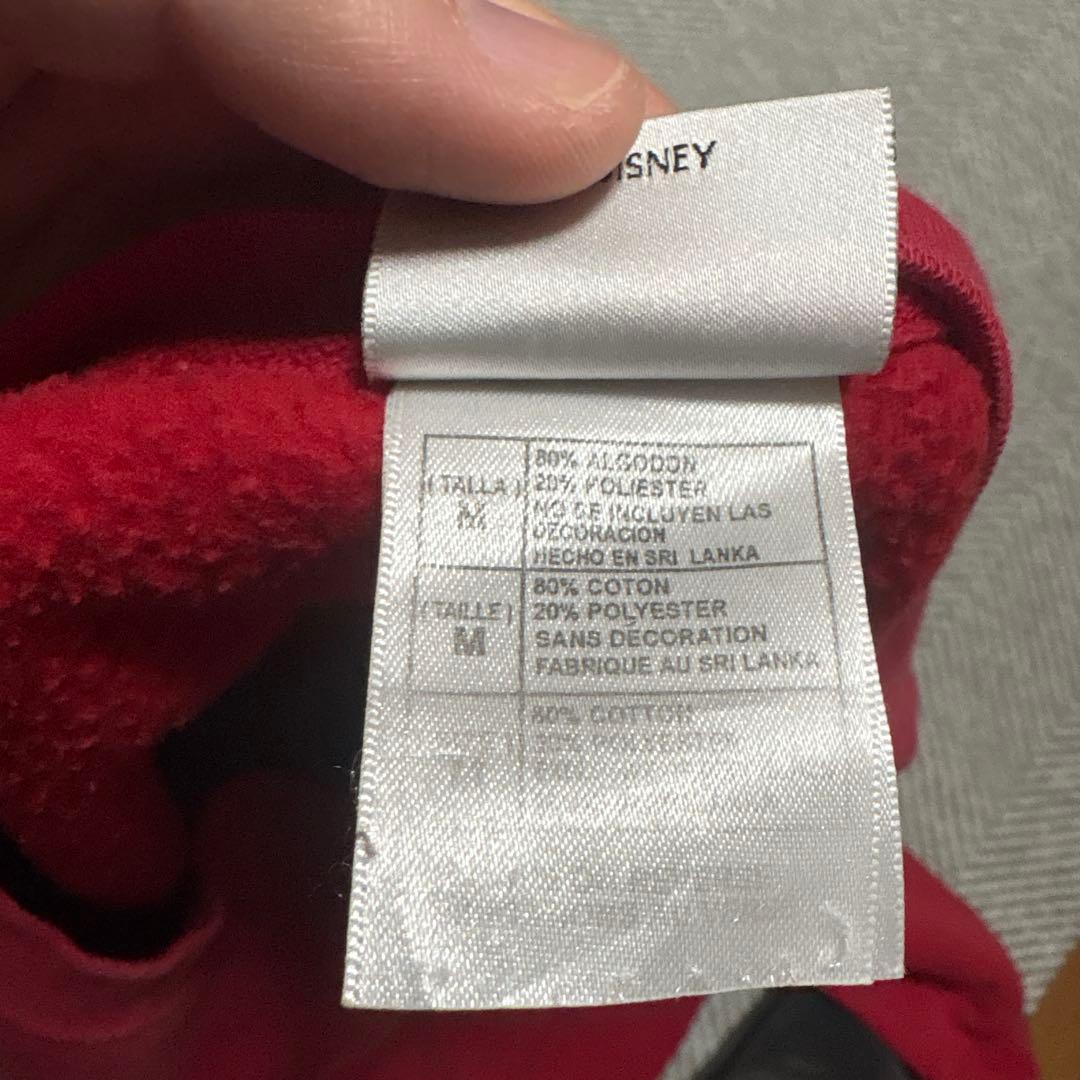 ISNEY
80% ALGODON
20% POLIESTER
(TALLA)
M
NO SE INCLUYEN LAS
DECORACION
HECHO EN SRI LANKA
80% COTON
(TAILLE)
M
20% POLYESTER
SANS DÉCORATION
FABRIQUE AU SRI LANKA
80% COTTON